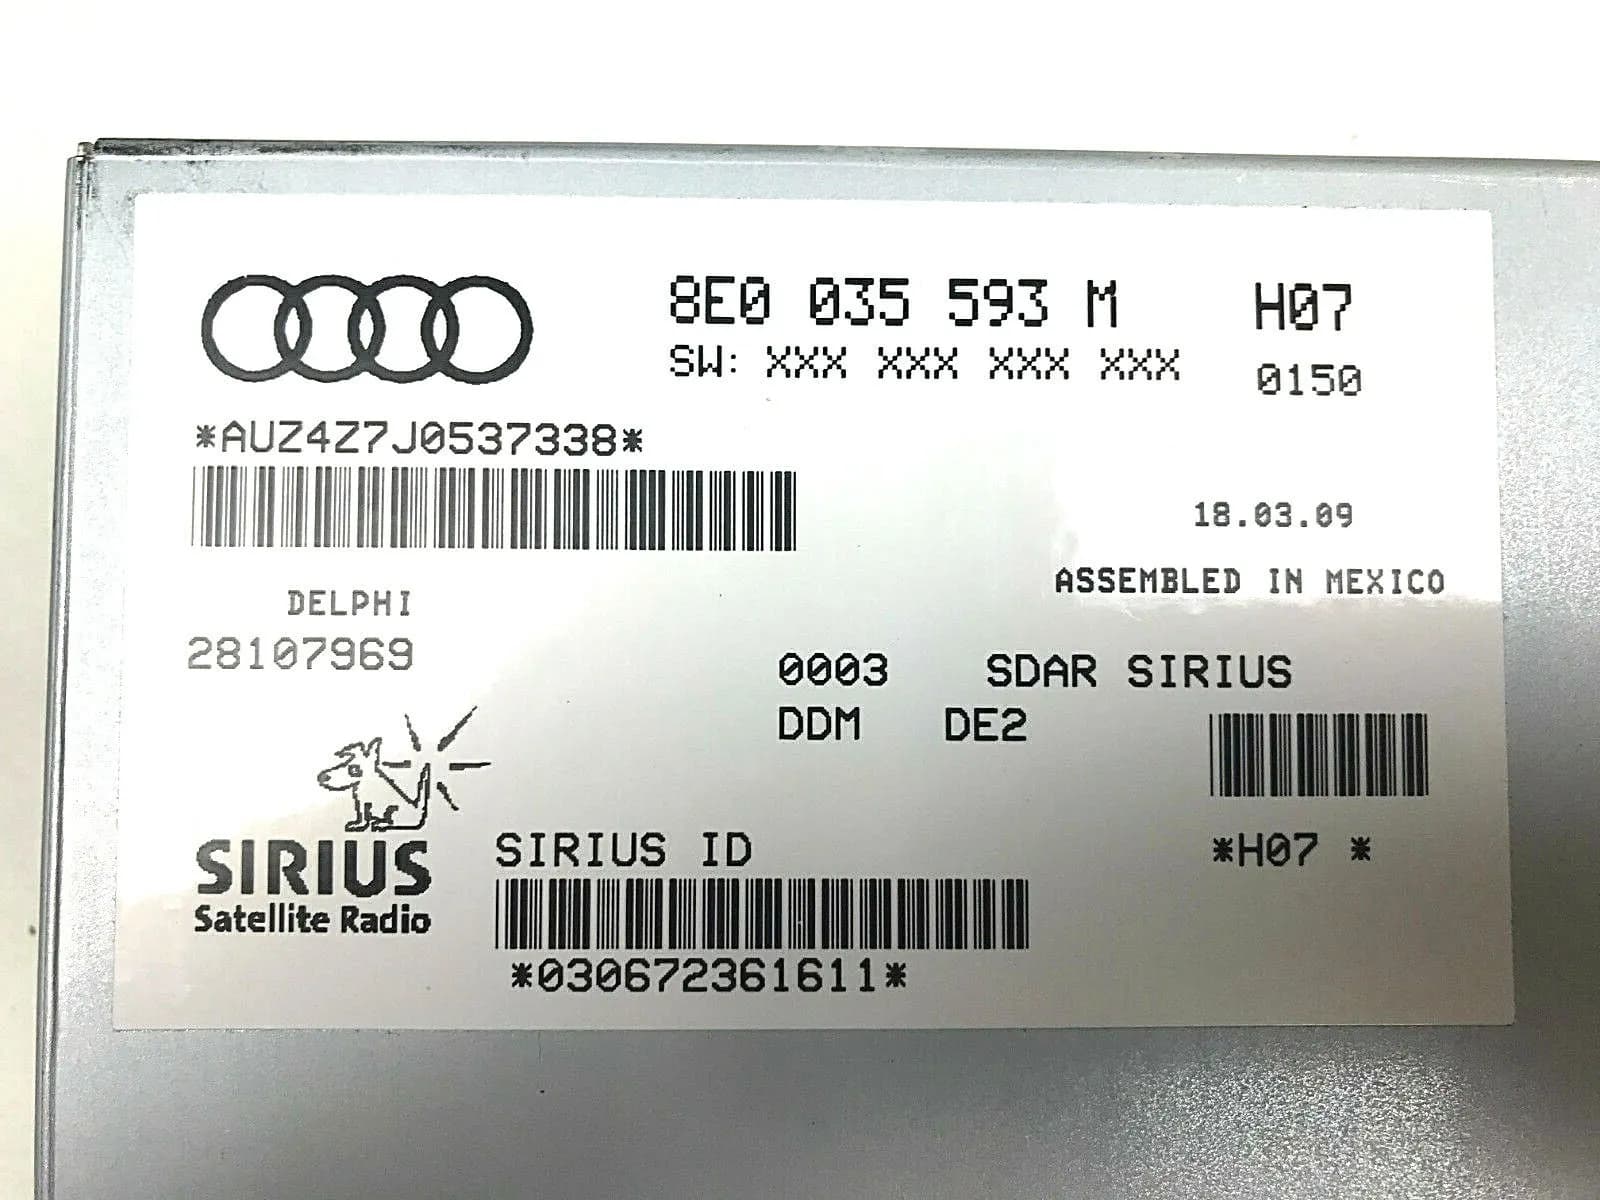 8E0 035 593 M H07
SW: XXX XXX XXX XXX 0150
*AUZ4Z7J0537338*
18.03.09
ASSEMBLED IN MEXICO
DELPHI
28107969
0003 SDAR SIRIUS
DDM DE2
SIRIUS
Satellite Radio
SIRIUS ID
*030672361611*
*H07 *